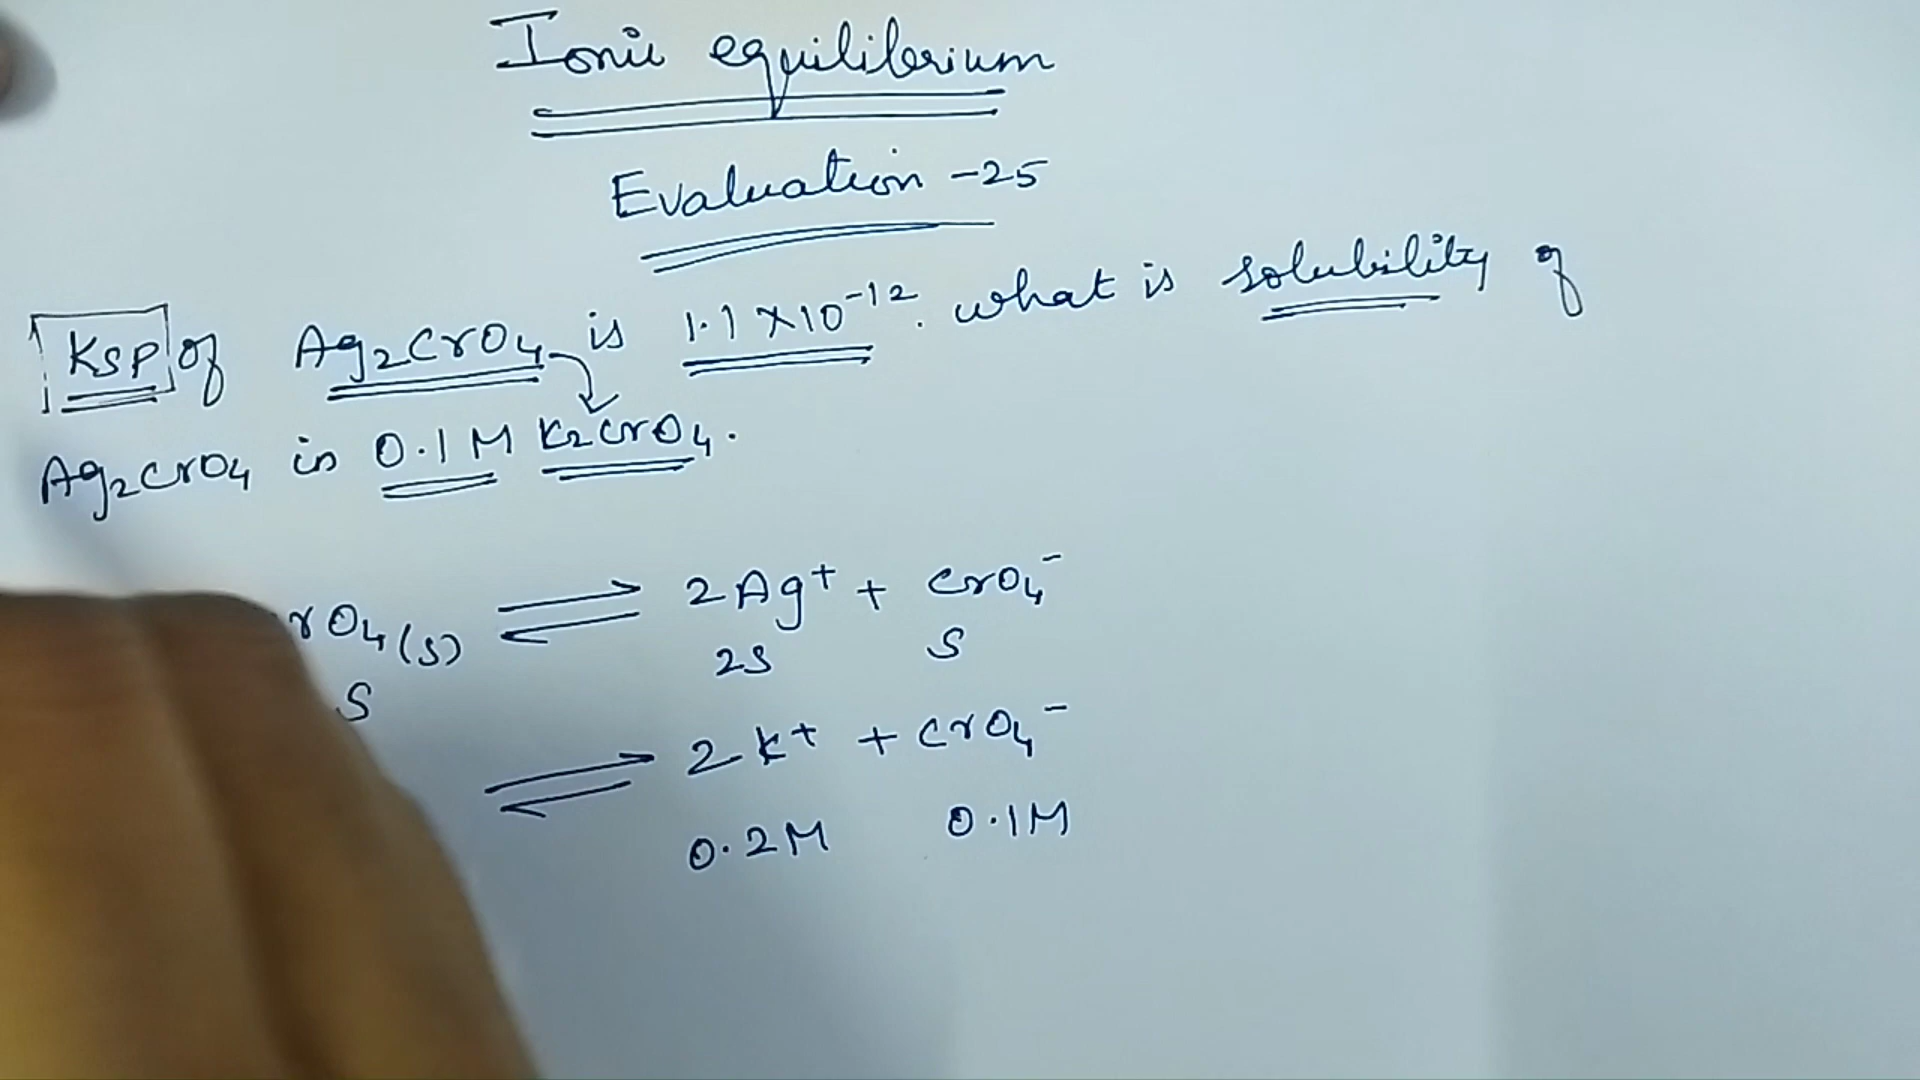 Ionic equilibrium
Evaluation -25
Ksp of Ag₂CrO₄ is 1.1 × 10⁻¹². what is solubility of
Ag₂CrO₄ in 0.1 M K₂CrO₄.
rO₄(s) ⇌ 2Ag⁺ + CrO₄⁻
S 2S S
⇌ 2K⁺ + CrO₄⁻
0.2M 0.1M